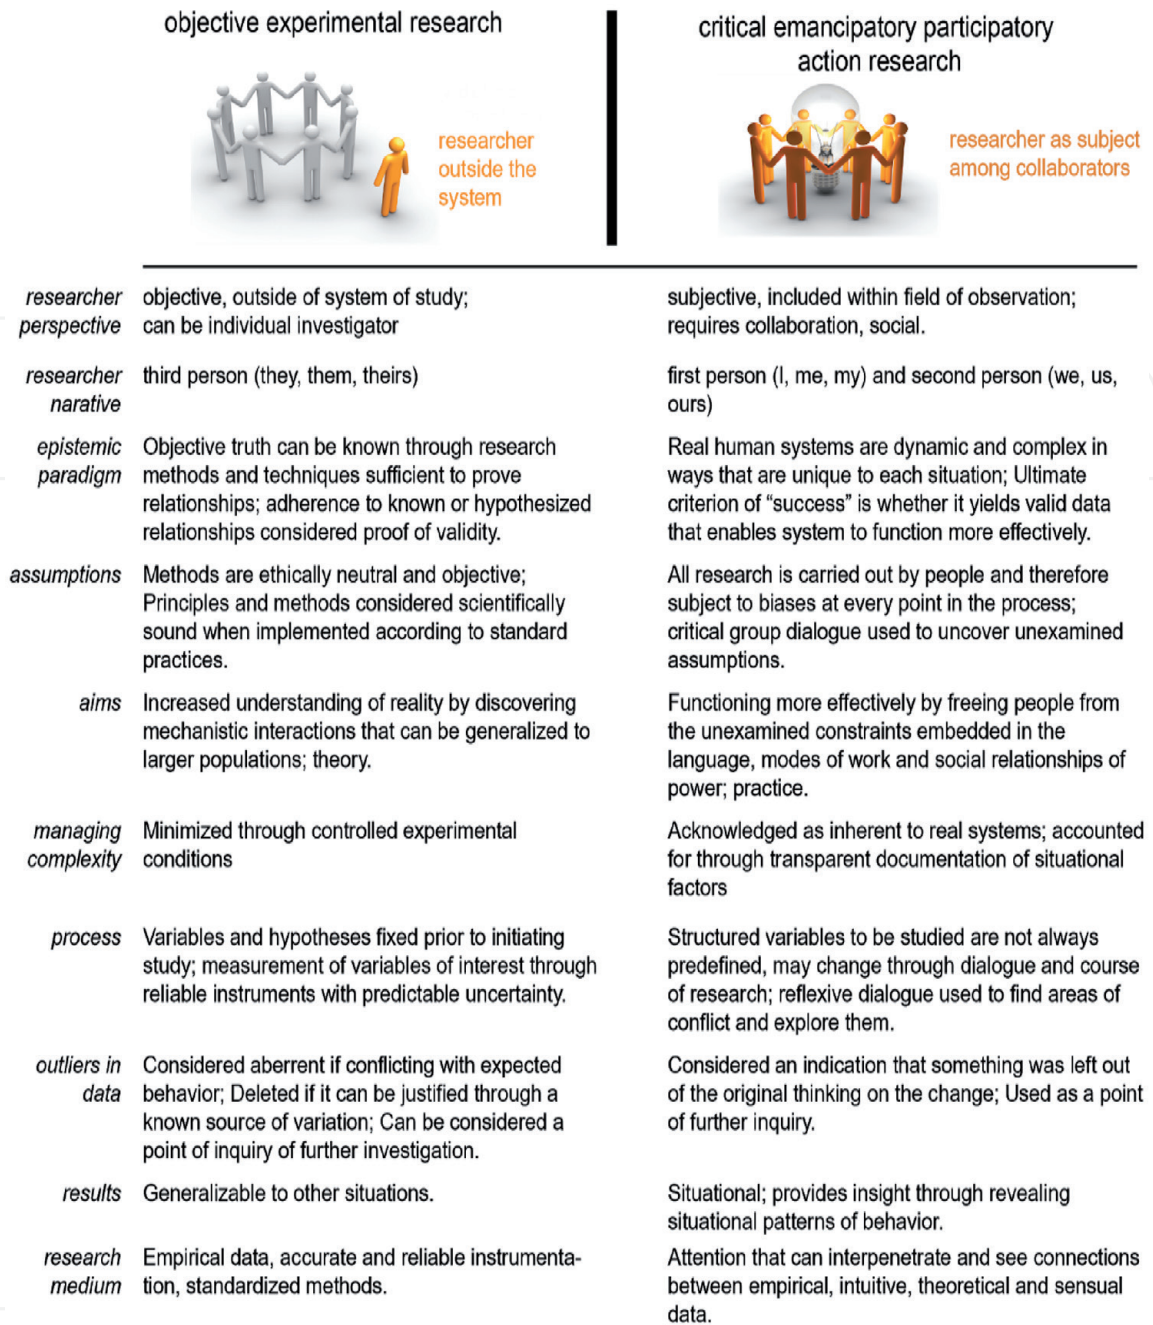 objective experimental research
critical emancipatory participatory
action research
researcher
outside the
system
researcher as subject
among collaborators
researcher
perspective
objective, outside of system of study;
can be individual investigator
subjective, included within field of observation;
requires collaboration, social.
researcher
narative
third person (they, them, theirs)
first person (I, me, my) and second person (we, us,
ours)
epistemic
paradigm
Objective truth can be known through research
methods and techniques sufficient to prove
relationships; adherence to known or hypothesized
relationships considered proof of validity.
Real human systems are dynamic and complex in
ways that are unique to each situation; Ultimate
criterion of “success” is whether it yields valid data
that enables system to function more effectively.
assumptions
Methods are ethically neutral and objective;
Principles and methods considered scientifically
sound when implemented according to standard
practices.
All research is carried out by people and therefore
subject to biases at every point in the process;
critical group dialogue used to uncover unexamined
assumptions.
aims
Increased understanding of reality by discovering
mechanistic interactions that can be generalized to
larger populations; theory.
Functioning more effectively by freeing people from
the unexamined constraints embedded in the
language, modes of work and social relationships of
power; practice.
managing
complexity
Minimized through controlled experimental
conditions
Acknowledged as inherent to real systems; accounted
for through transparent documentation of situational
factors
process
Variables and hypotheses fixed prior to initiating
study; measurement of variables of interest through
reliable instruments with predictable uncertainty.
Structured variables to be studied are not always
predefined, may change through dialogue and course
of research; reflexive dialogue used to find areas of
conflict and explore them.
outliers in
data
Considered aberrent if conflicting with expected
behavior; Deleted if it can be justified through a
known source of variation; Can be considered a
point of inquiry of further investigation.
Considered an indication that something was left out
of the original thinking on the change; Used as a point
of further inquiry.
results
Generalizable to other situations.
Situational; provides insight through revealing
situational patterns of behavior.
research
medium
Empirical data, accurate and reliable instrumenta-
tion, standardized methods.
Attention that can interpenetrate and see connections
between empirical, intuitive, theoretical and sensual
data.